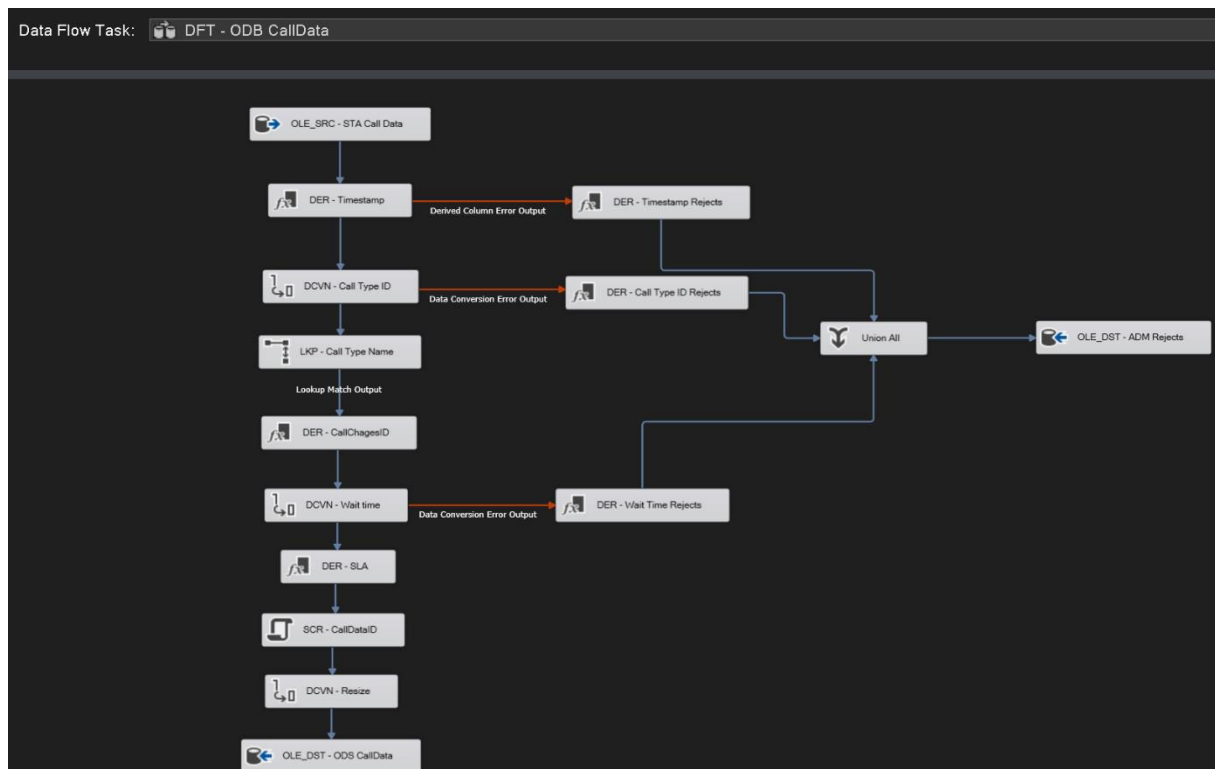 Data Flow Task: DFT - ODB CallData
OLE_SRC - STA Call Data
DER - Timestamp
Derived Column Error Output
DER - Timestamp Rejects
DCVN - Call Type ID
Data Conversion Error Output
DER - Call Type ID Rejects
LKP - Call Type Name
Union All
OLE_DST - ADM Rejects
Lookup Match Output
DER - CallChagesID
DCVN - Wait time
Data Conversion Error Output
DER - Wait Time Rejects
DER - SLA
SCR - CallDataID
DCVN - Resize
OLE_DST - ODS CallData